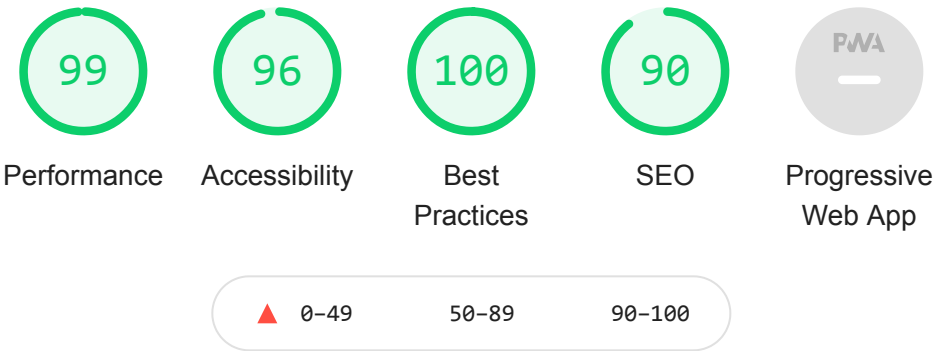 99 96 100 90 PWA
Performance Accessibility Best Practices SEO Progressive Web App
0–49 50–89 90–100